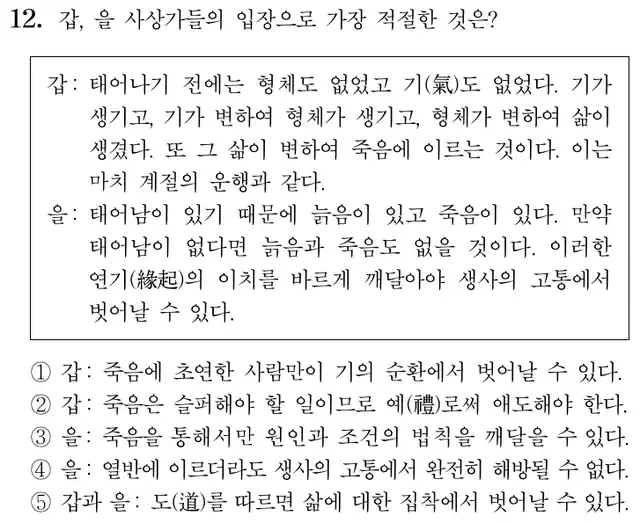 12. 갑, 을 사상가들의 입장으로 가장 적절한 것은?
갑: 태어나기 전에는 형체도 없었고 기(氣)도 없었다. 기가
생기고, 기가 변하여 형체가 생기고, 형체가 변하여 삶이
생겼다. 또 그 삶이 변하여 죽음에 이르는 것이다. 이는
마치 계절의 운행과 같다.
을: 태어남이 있기 때문에 늙음이 있고 죽음이 있다. 만약
태어남이 없다면 늙음과 죽음도 없을 것이다. 이러한
연기(緣起)의 이치를 바르게 깨달아야 생사의 고통에서
벗어날 수 있다.
① 갑: 죽음에 초연한 사람만이 기의 순환에서 벗어날 수 있다.
② 갑: 죽음은 슬퍼해야 할 일이므로 예(禮)로써 애도해야 한다.
③ 을: 죽음을 통해서만 원인과 조건의 법칙을 깨달을 수 있다.
④ 을: 열반에 이르더라도 생사의 고통에서 완전히 해방될 수 없다.
⑤ 갑과 을: 도(道)를 따르면 삶에 대한 집착에서 벗어날 수 있다.